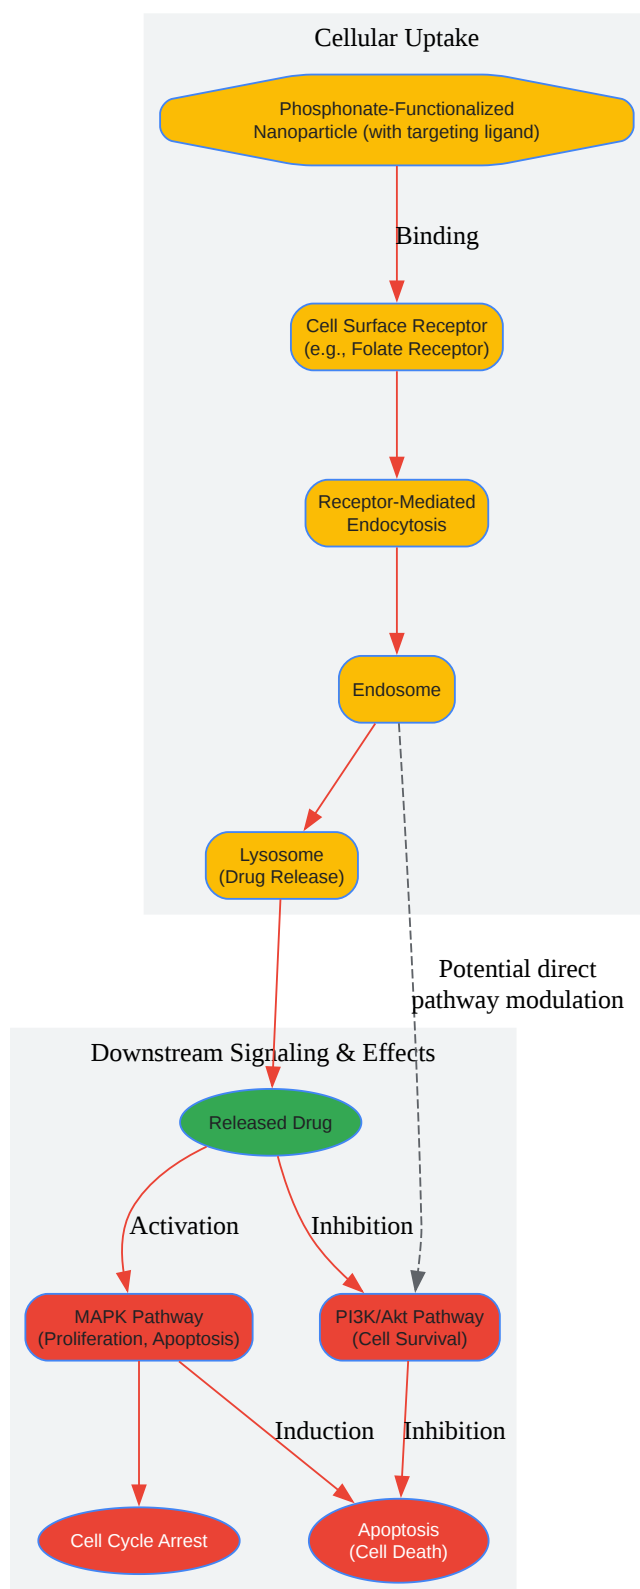 Cellular Uptake
Phosphonate-Functionalized
Nanoparticle (with targeting ligand)
Binding
Cell Surface Receptor
(e.g., Folate Receptor)
Receptor-Mediated
Endocytosis
Endosome
Lysosome
(Drug Release)
Potential direct
pathway modulation
Downstream Signaling & Effects
Released Drug
Activation
Inhibition
MAPK Pathway
(Proliferation, Apoptosis)
PI3K/Akt Pathway
(Cell Survival)
Induction
Inhibition
Cell Cycle Arrest
Apoptosis
(Cell Death)